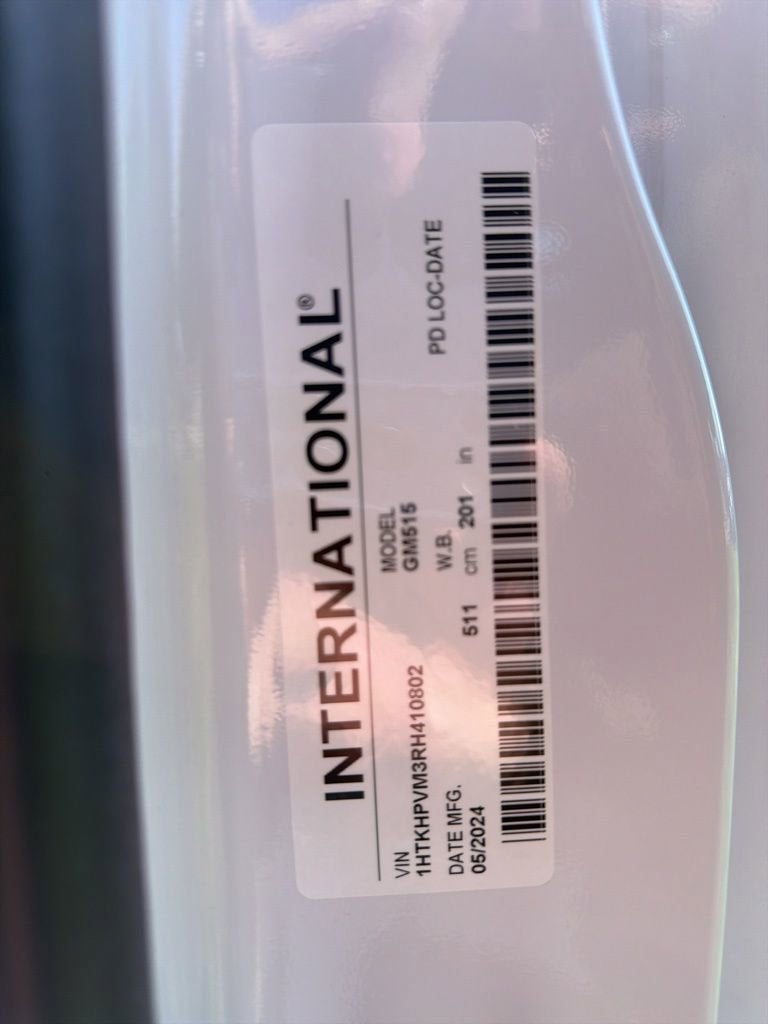 INTERNATIONAL®
VIN
1HTKHPVM3RH410802
MODEL
GM515
DATE MFG.
05/2024
W.B.
511 cm 201 in
PD LOC-DATE